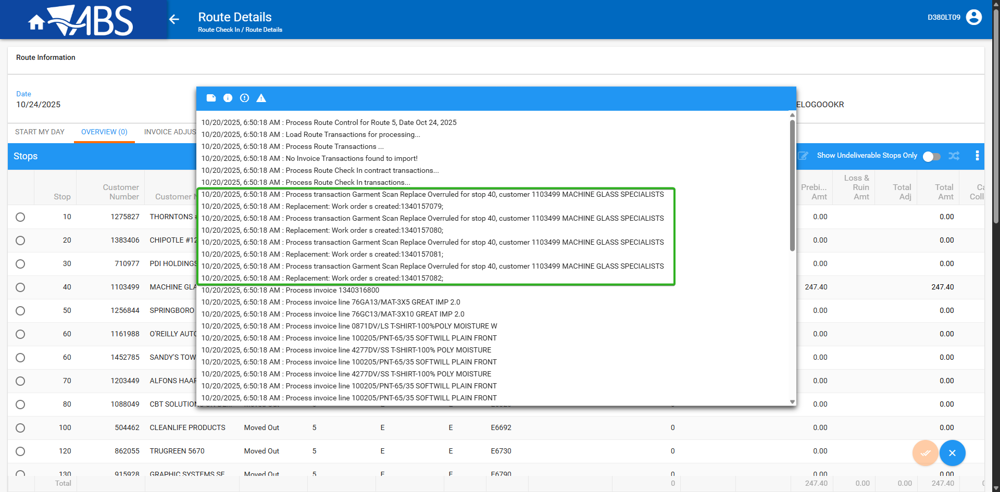 ABS
Route Details
Route Check In / Route Details
D380LT09
Route Information
Date
10/24/2025
ELOGOOOKR
START MY DAY
OVERVIEW (0)
INVOICE ADJUS
Stops
Show Undeliverable Stops Only
10/20/2025, 6:50:18 AM : Process Route Control for Route 5, Date Oct 24, 2025
10/20/2025, 6:50:18 AM : Load Route Transactions for processing...
10/20/2025, 6:50:18 AM : Process Route Transactions ...
10/20/2025, 6:50:18 AM : No Invoice Transactions found to import!
10/20/2025, 6:50:18 AM : Process Route Check In contract transactions...
10/20/2025, 6:50:18 AM : Process Route Check In transactions...
10/20/2025, 6:50:18 AM : Process transaction Garment Scan Replace Overruled for stop 40, customer 1103499 MACHINE GLASS SPECIALISTS
10/20/2025, 6:50:18 AM : Replacement: Work order s created:1340157079;
10/20/2025, 6:50:18 AM : Process transaction Garment Scan Replace Overruled for stop 40, customer 1103499 MACHINE GLASS SPECIALISTS
10/20/2025, 6:50:18 AM : Replacement: Work order s created:1340157080;
10/20/2025, 6:50:18 AM : Process transaction Garment Scan Replace Overruled for stop 40, customer 1103499 MACHINE GLASS SPECIALISTS
10/20/2025, 6:50:18 AM : Replacement: Work order s created:1340157081;
10/20/2025, 6:50:18 AM : Process transaction Garment Scan Replace Overruled for stop 40, customer 1103499 MACHINE GLASS SPECIALISTS
10/20/2025, 6:50:18 AM : Replacement: Work order s created:1340157082;
10/20/2025, 6:50:18 AM : Process invoice 1340316800
10/20/2025, 6:50:18 AM : Process invoice line 76GA13/MAT-3X5 GREAT IMP 2.0
10/20/2025, 6:50:18 AM : Process invoice line 76GC13/MAT-3X10 GREAT IMP 2.0
10/20/2025, 6:50:18 AM : Process invoice line 0871DV/LS T-SHIRT-100%POLY MOISTURE W
10/20/2025, 6:50:18 AM : Process invoice line 100205/PNT-65/35 SOFTWILL PLAIN FRONT
10/20/2025, 6:50:18 AM : Process invoice line 4277DV/SS T-SHIRT-100% POLY MOISTURE
10/20/2025, 6:50:18 AM : Process invoice line 100205/PNT-65/35 SOFTWILL PLAIN FRONT
10/20/2025, 6:50:18 AM : Process invoice line 4277DV/SS T-SHIRT-100% POLY MOISTURE
10/20/2025, 6:50:18 AM : Process invoice line 100205/PNT-65/35 SOFTWILL PLAIN FRONT
10/20/2025, 6:50:18 AM : Process invoice line 100205/PNT-65/35 SOFTWILL PLAIN FRONT
Stop Customer Number Customer N Prebi... Amt Loss & Ruin Amt Total Adj Total Amt Ca Coll
10 1275827 THORNTONS 0.00 0.00
20 1383406 CHIPOTLE #12 0.00 0.00
30 710977 PDI HOLDINGS 0.00 0.00
40 1103499 MACHINE GLA 247.40 247.40
50 1256844 SPRINGBORO 0.00 0.00
60 1161988 O'REILLY AUTO 0.00 0.00
60 1452785 SANDY'S TOW 0.00 0.00
70 1203449 ALFONS HAAR 0.00 0.00
80 1088049 CBT SOLUTION 0.00 0.00
100 504462 CLEANLIFE PRODUCTS Moved Out 5 E E E6692 0 0.00 0.00
120 862055 TRUGREEN 5670 Moved Out 5 E E E6730 0 0.00 0.00
130 915928 GRAPHIC SYSTEMS SE Moved Out 5 E E E6790 0 0.00 0.00
Total 0 247.40 0.00 0.00 247.40